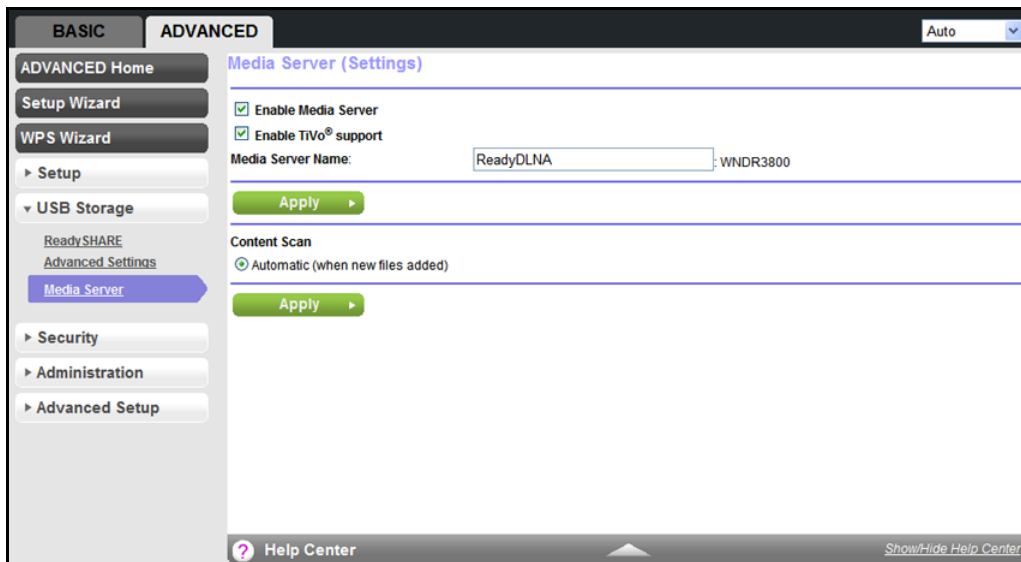 BASIC
ADVANCED
Auto
ADVANCED Home
Setup Wizard
WPS Wizard
Setup
USB Storage
ReadySHARE
Advanced Settings
Media Server
Security
Administration
Advanced Setup
Media Server (Settings)
Enable Media Server
Enable TiVo® support
Media Server Name: ReadyDLNA : WNDR3800
Apply
Content Scan
Automatic (when new files added)
Apply
? Help Center Show/Hide Help Center